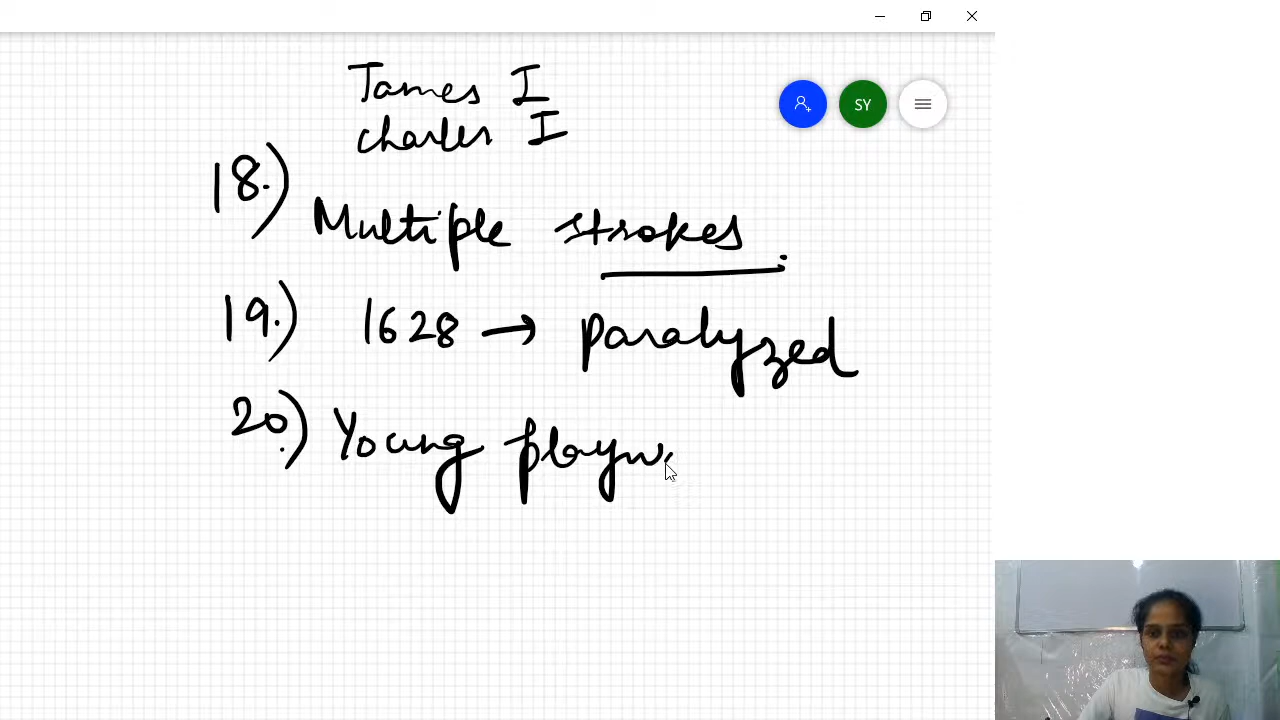 James I
Charles I
18.) Multiple strokes.
19.) 1628 → paralyzed
20.) Young playw
SY